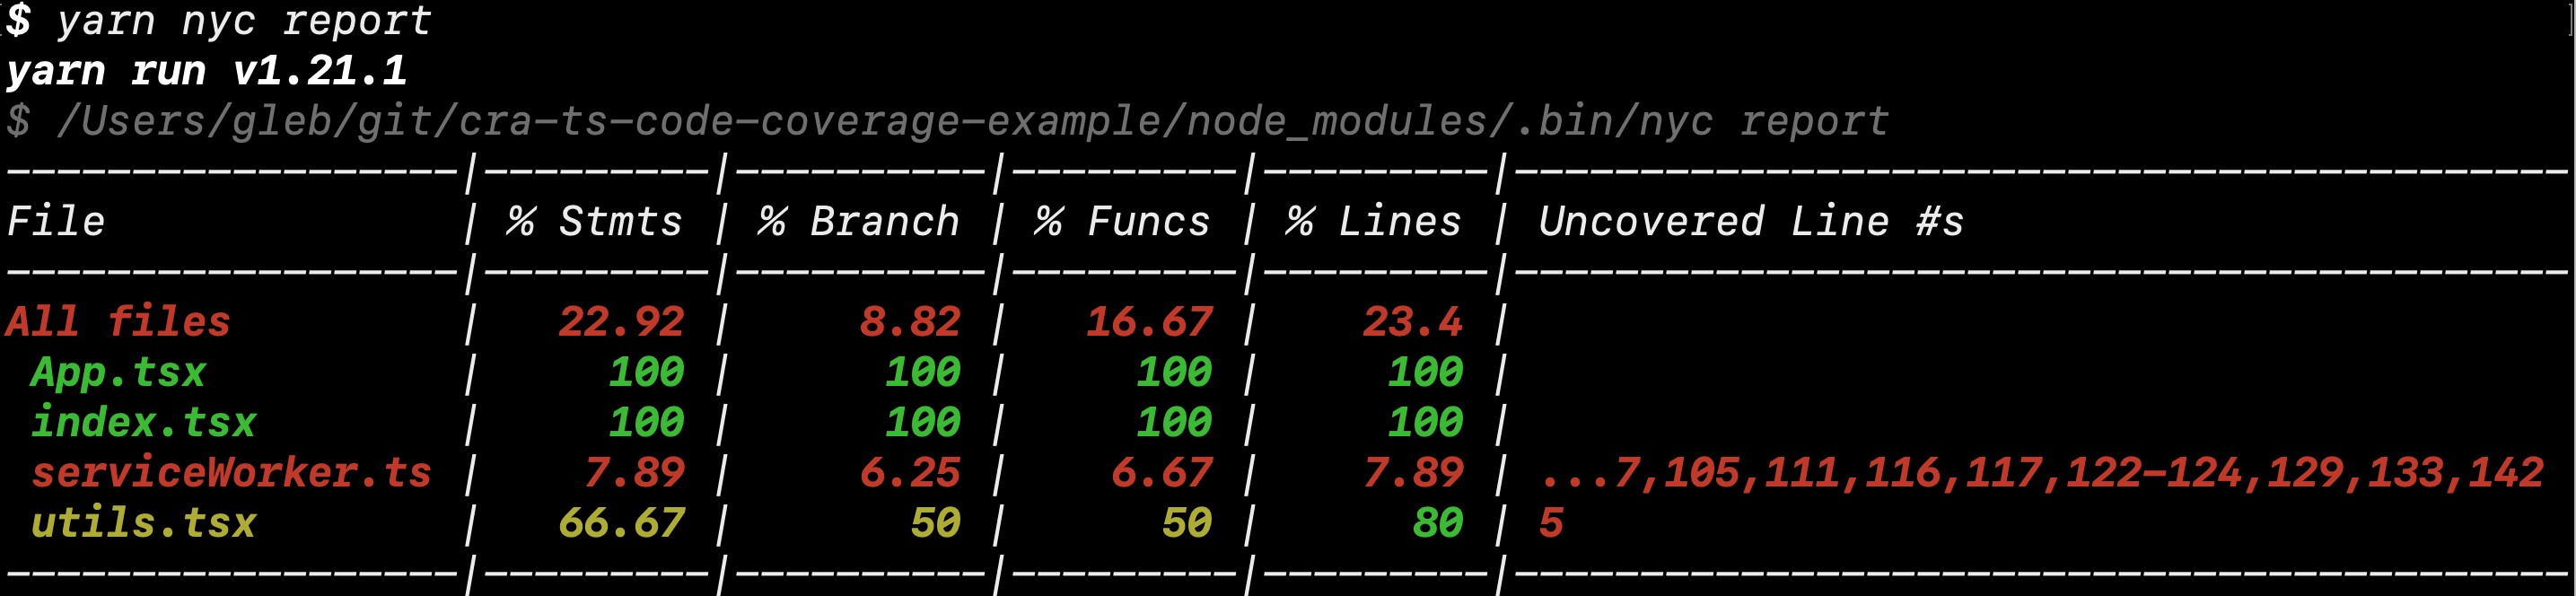 $ yarn nyc report
yarn run v1.21.1
$ /Users/gleb/git/cra-ts-code-coverage-example/node_modules/.bin/nyc report
------------------|---------|----------|---------|---------|------------------------------------------
File              | % Stmts | % Branch | % Funcs | % Lines | Uncovered Line #s
------------------|---------|----------|---------|---------|------------------------------------------
All files         |   22.92 |     8.82 |   16.67 |    23.4 |
 App.tsx          |     100 |      100 |     100 |     100 |
 index.tsx        |     100 |      100 |     100 |     100 |
 serviceWorker.ts |    7.89 |     6.25 |    6.67 |    7.89 | ...7,105,111,116,117,122-124,129,133,142
 utils.tsx        |   66.67 |       50 |      50 |      80 | 5
------------------|---------|----------|---------|---------|------------------------------------------